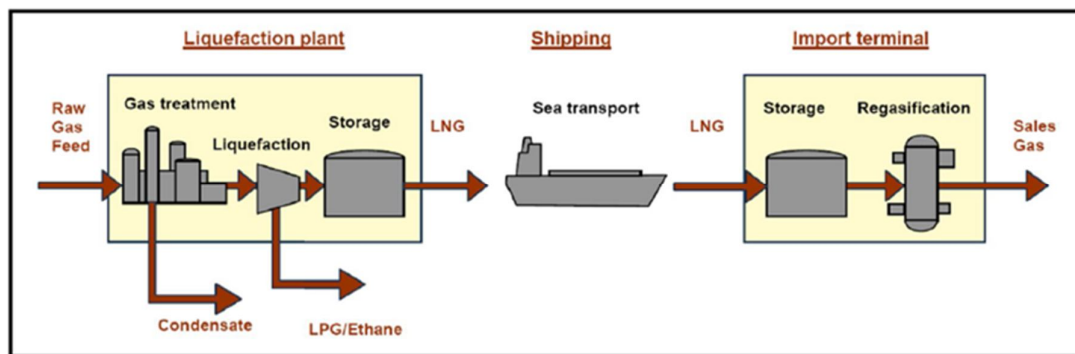 Liquefaction plant
Shipping
Import terminal
Raw
Gas
Feed
Gas treatment
Liquefaction
Storage
LNG
Sea transport
LNG
Storage
Regasification
Sales
Gas
Condensate
LPG/Ethane